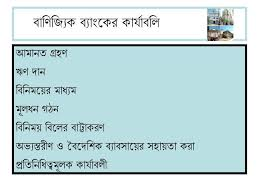 বাণিজ্যিক ব্যাংকের কার্যাবলি
আমানত গ্রহণ
ঋণ দান
বিনিময়ের মাধ্যম
মূলধন গঠন
বিনিময় বিলের বাট্টাকরণ
অভ্যন্তরীণ ও বৈদেশিক ব্যাবসায়ের সহায়তা করা
প্রতিনিধিত্বমূলক কার্যাবলী